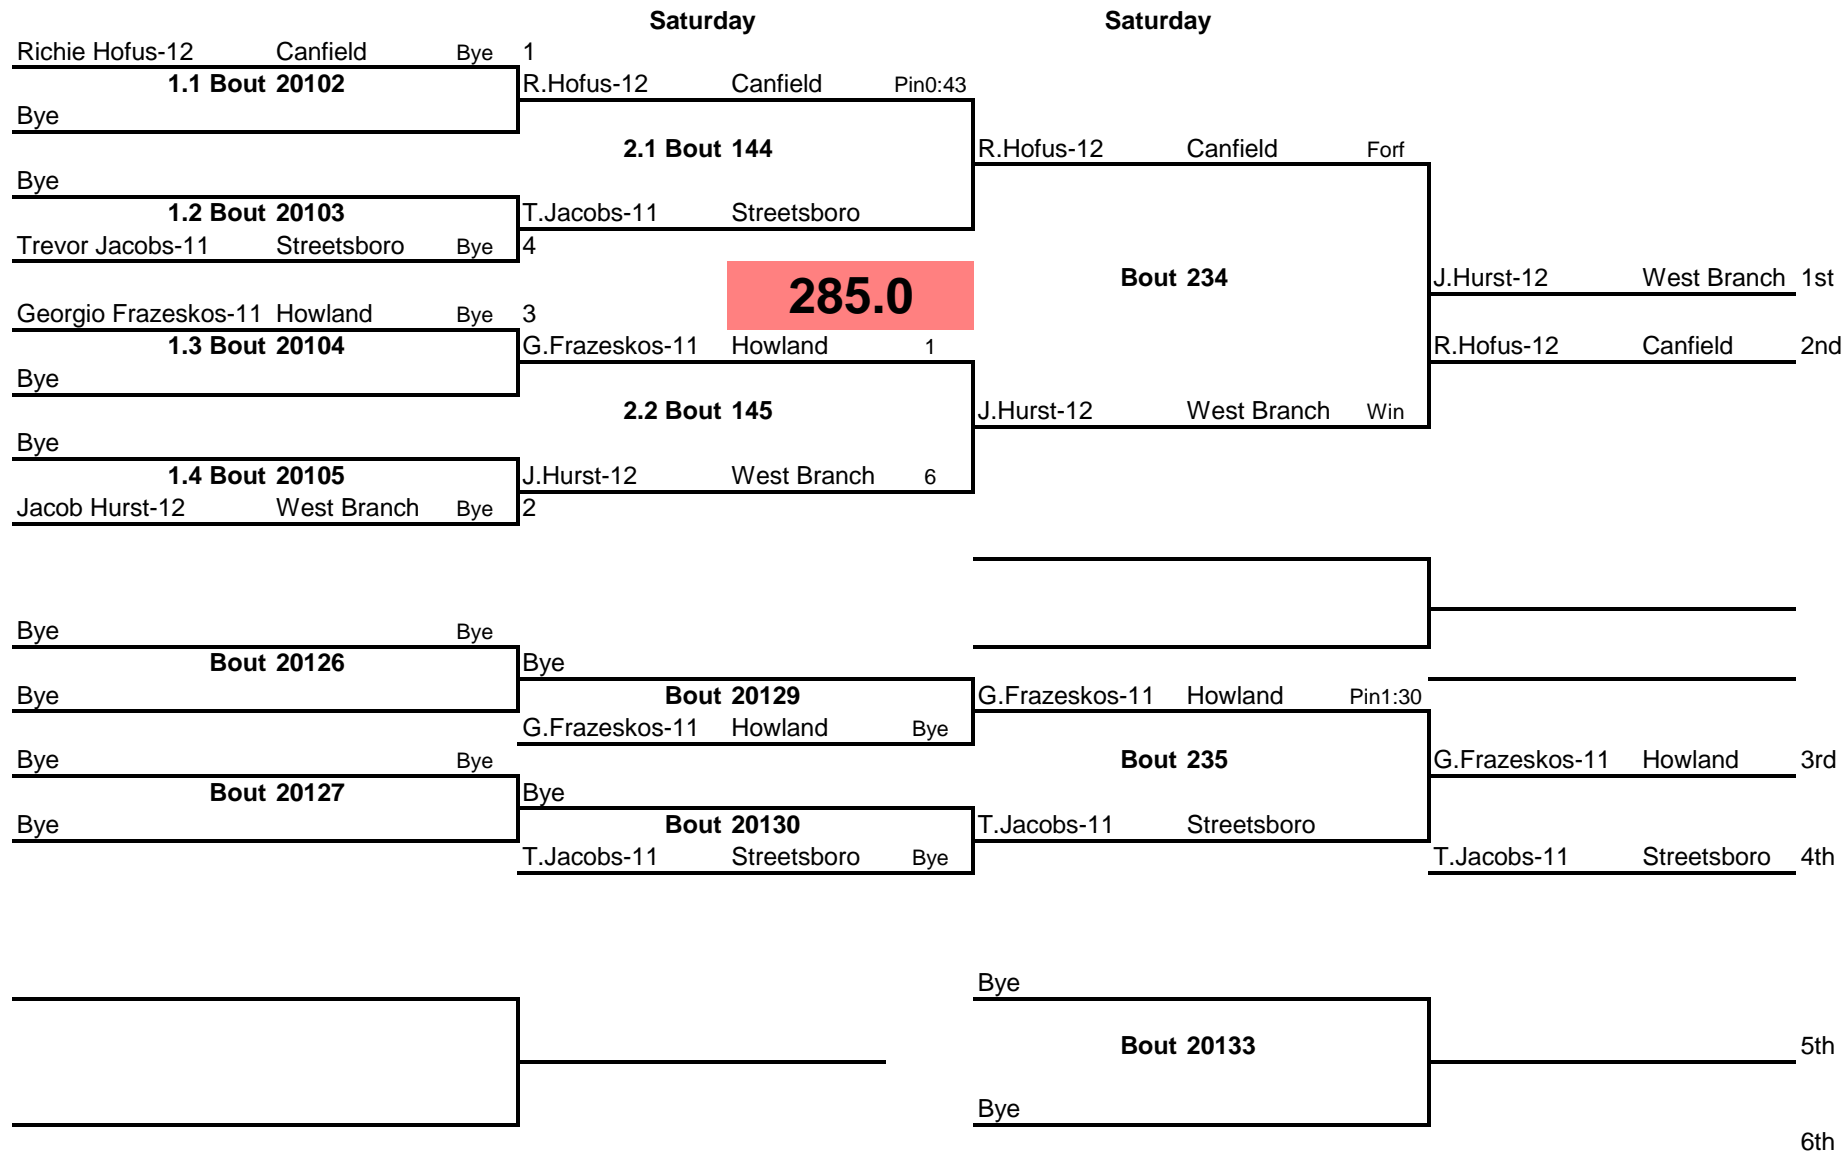 Saturday Saturday
Richie Hofus-12 Canfield Bye 1
1.1 Bout 20102 R.Hofus-12 Canfield Pin0:43
Bye
2.1 Bout 144 R.Hofus-12 Canfield Forf
Bye
1.2 Bout 20103 T.Jacobs-11 Streetsboro
Trevor Jacobs-11 Streetsboro Bye 4
285.0 Bout 234 J.Hurst-12 West Branch 1st
Georgio Frazeskos-11 Howland Bye 3
1.3 Bout 20104 G.Frazeskos-11 Howland 1 R.Hofus-12 Canfield 2nd
Bye
2.2 Bout 145 J.Hurst-12 West Branch Win
Bye
1.4 Bout 20105 J.Hurst-12 West Branch 6
Jacob Hurst-12 West Branch Bye 2
Bye Bye
Bout 20126 Bye
Bye Bout 20129 G.Frazeskos-11 Howland Pin1:30
G.Frazeskos-11 Howland Bye
Bye Bye Bout 235 G.Frazeskos-11 Howland 3rd
Bout 20127 Bye
Bye Bout 20130 T.Jacobs-11 Streetsboro
T.Jacobs-11 Streetsboro Bye T.Jacobs-11 Streetsboro 4th
Bye
Bout 20133 5th
Bye
6th